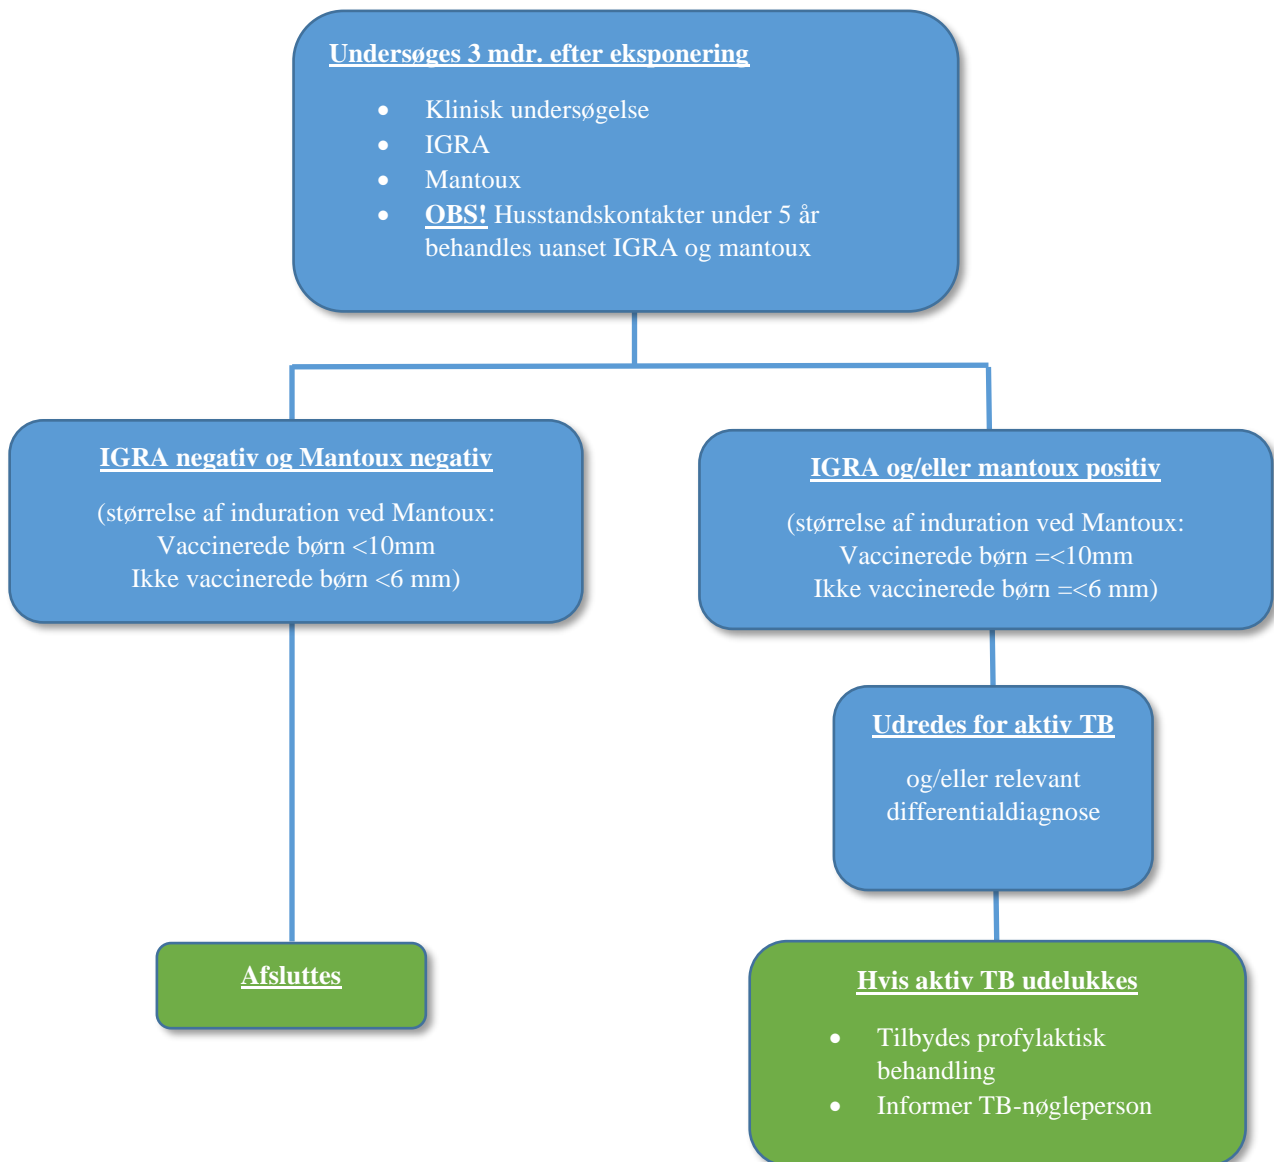 Undersøges 3 mdr. efter eksponering
• Klinisk undersøgelse
• IGRA
• Mantoux
• OBS! Husstandskontakter under 5 år
behandles uanset IGRA og mantoux
IGRA negativ og Mantoux negativ
(størrelse af induration ved Mantoux:
Vaccinerede børn <10mm
Ikke vaccinerede børn <6 mm)
IGRA og/eller mantoux positiv
(størrelse af induration ved Mantoux:
Vaccinerede børn =<10mm
Ikke vaccinerede børn =<6 mm)
Udredes for aktiv TB
og/eller relevant
differentialdiagnose
Afsluttes
Hvis aktiv TB udelukkes
• Tilbydes profylaktisk
behandling
• Informer TB-nøgleperson